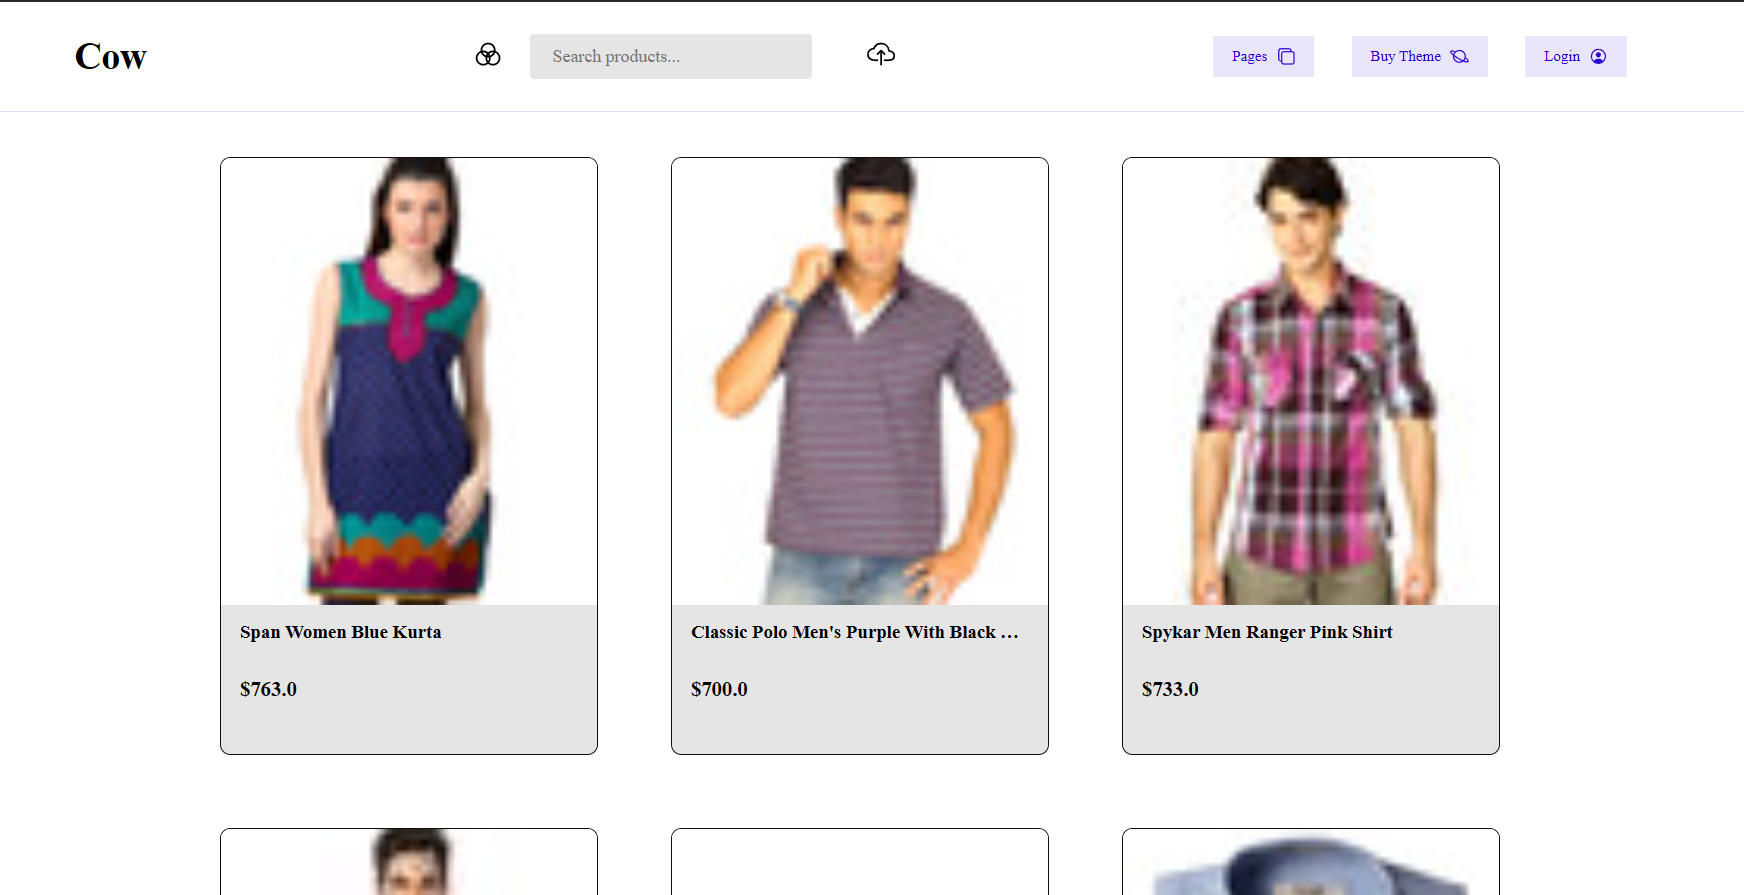 Cow
Search products...
Pages
Buy Theme
Login
Span Women Blue Kurta
$763.0
Classic Polo Men's Purple With Black ...
$700.0
Spykar Men Ranger Pink Shirt
$733.0